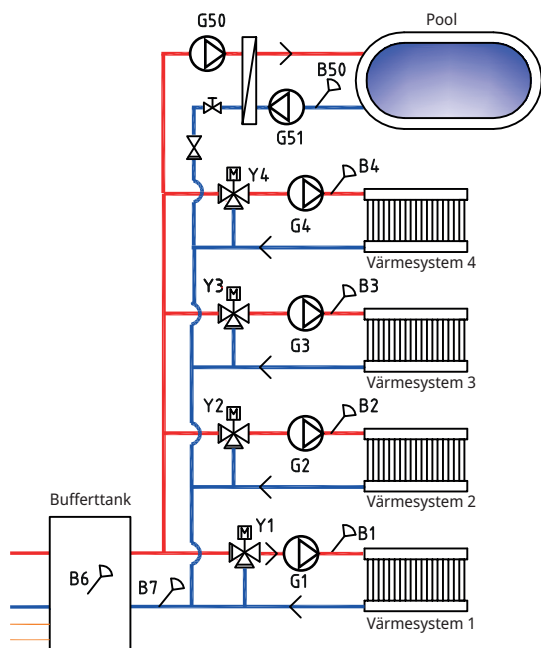 G50
Pool
B50
G51
M
Y4
B4
G4
Värmesystem 4
Y3
M
B3
G3
Värmesystem 3
Y2
M
B2
G2
Värmesystem 2
Bufferttank
Y1
M
B1
B6
B7
G1
Värmesystem 1